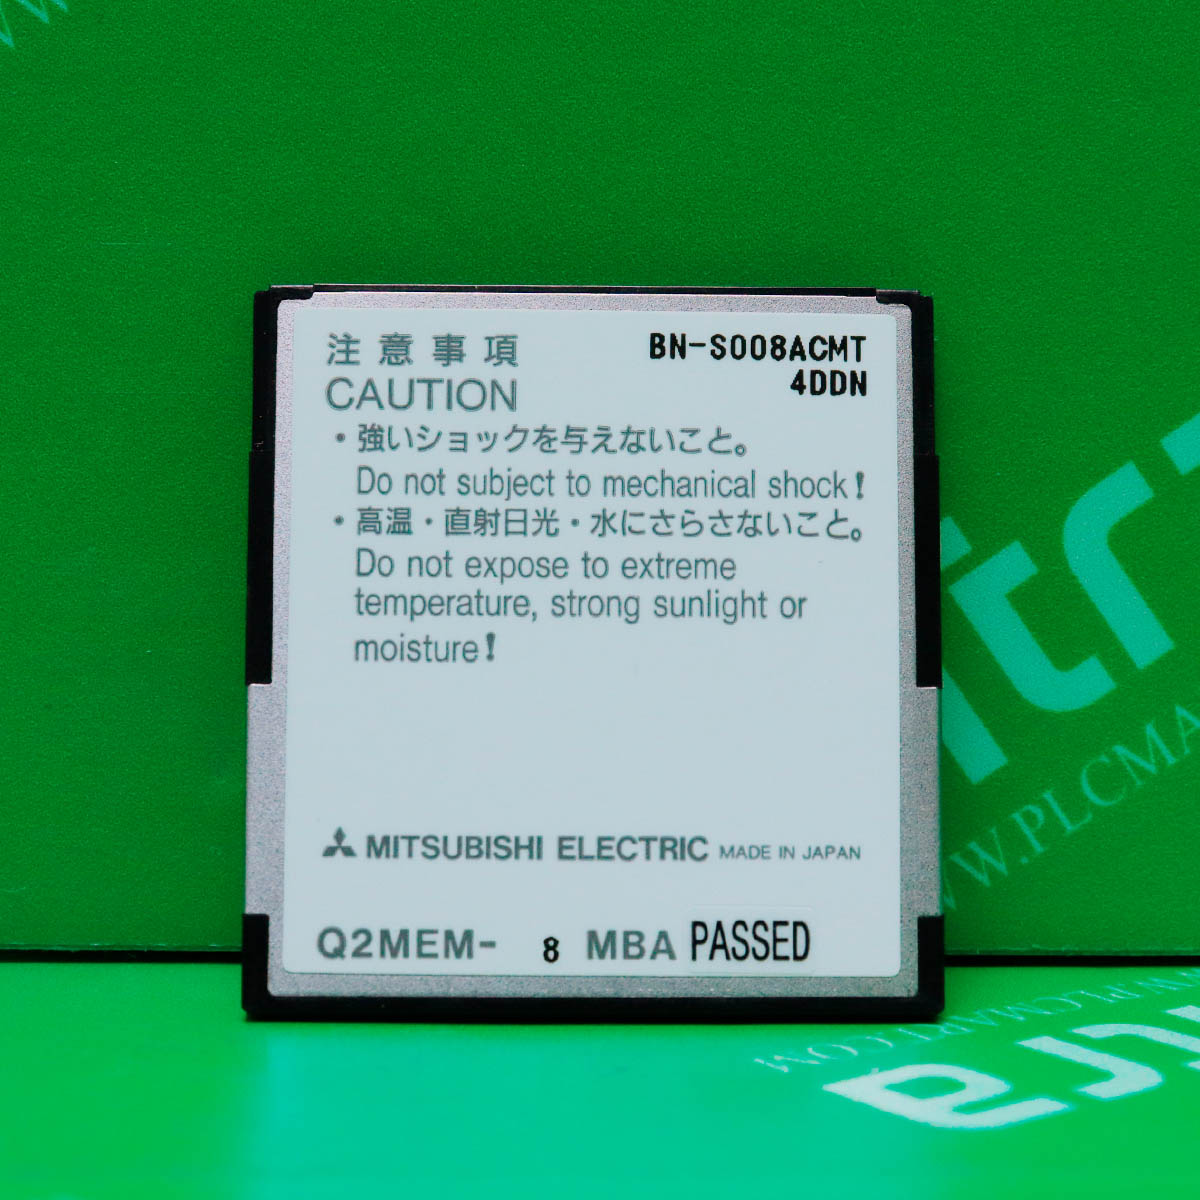 注意事項 BN-S008ACMT
CAUTION 4DDN
・強いショックを与えないこと。
Do not subject to mechanical shock!
・高温・直射日光・水にさらさないこと。
Do not expose to extreme
temperature, strong sunlight or
moisture!
MITSUBISHI ELECTRIC MADE IN JAPAN
Q2MEM- 8 MBA PASSED